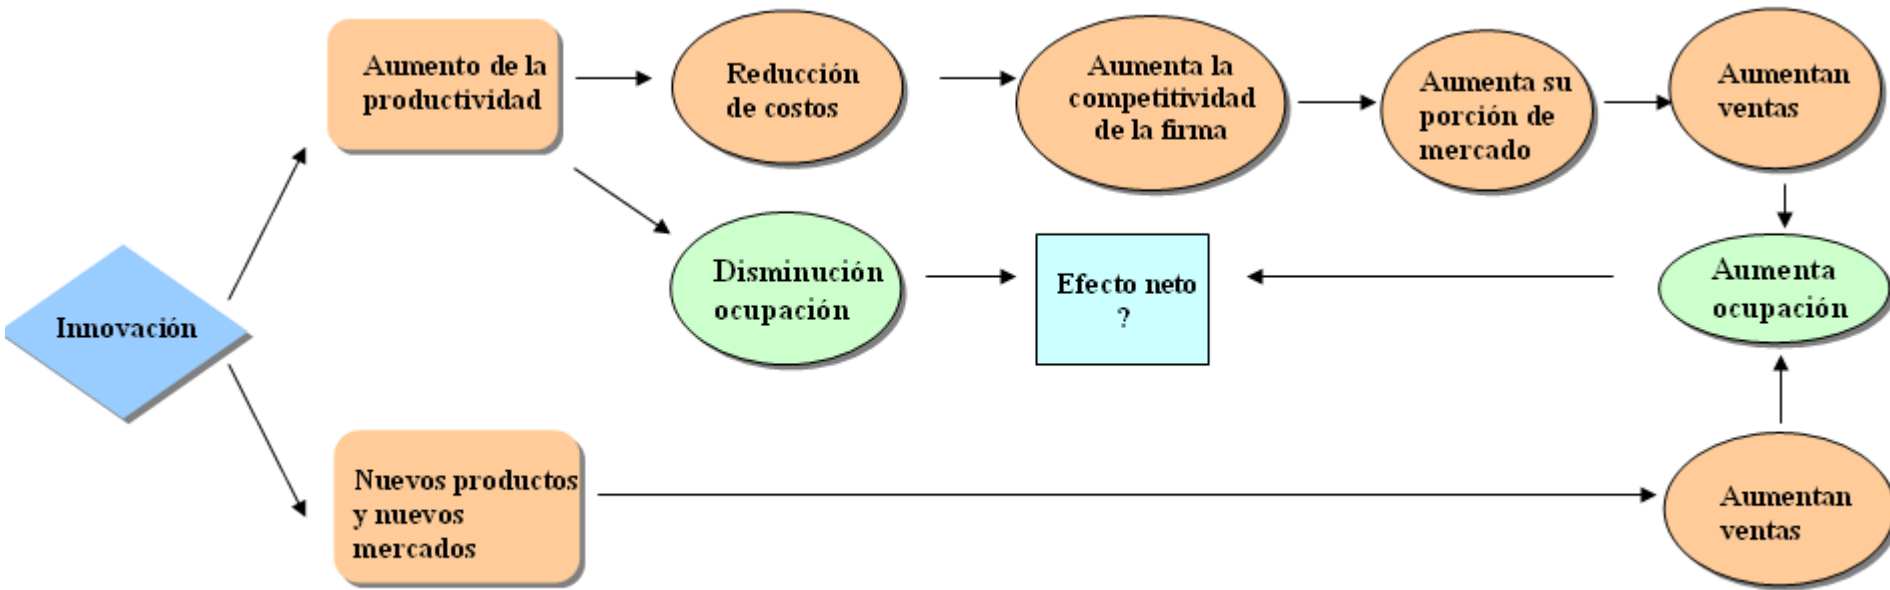 Aumento de la
productividad
Reducción
de costos
Aumenta la
competitividad
de la firma
Aumenta su
porción de
mercado
Aumentan
ventas
Innovación
Disminución
ocupación
Efecto neto
?
Aumenta
ocupación
Nuevos productos
y nuevos
mercados
Aumentan
ventas